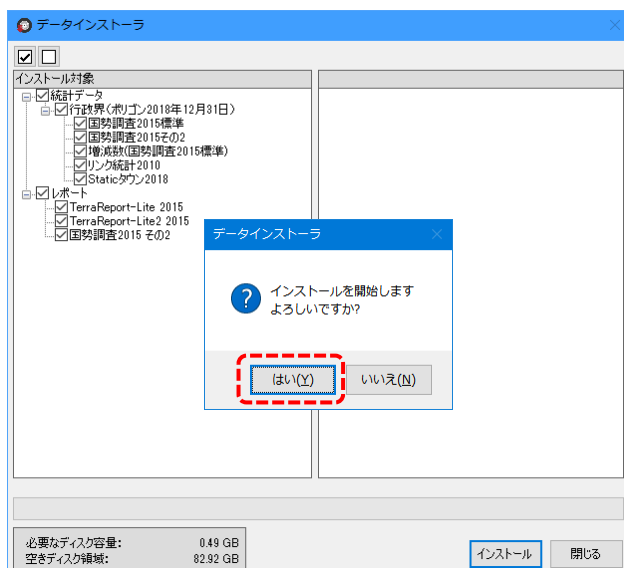 データインストーラ
インストール対象
統計データ
行政界(ポリゴン2018年12月31日)
国勢調査2015標準
国勢調査2015その2
増減数(国勢調査2015標準)
リンク統計2010
Staticタウン2018
レポート
TerraReport-Lite 2015
TerraReport-Lite2 2015
国勢調査2015 その2
データインストーラ
インストールを開始します
よろしいですか?
はい(Y) いいえ(N)
必要なディスク容量: 0.49 GB
空きディスク領域: 82.92 GB
インストール 閉じる